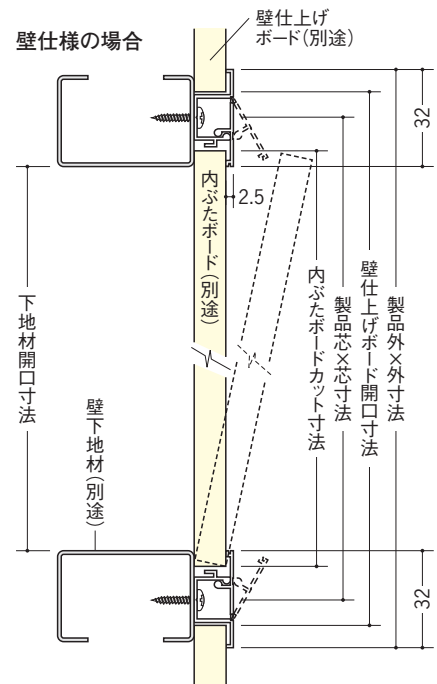 壁仕様の場合
壁仕上げ
ボード(別途)
32
2.5
内ぶたボード(別途)
下地材開口寸法
壁下地材(別途)
内ぶたボードカット寸法
製品芯×芯寸法
壁仕上げボード開口寸法
製品外×外寸法
32